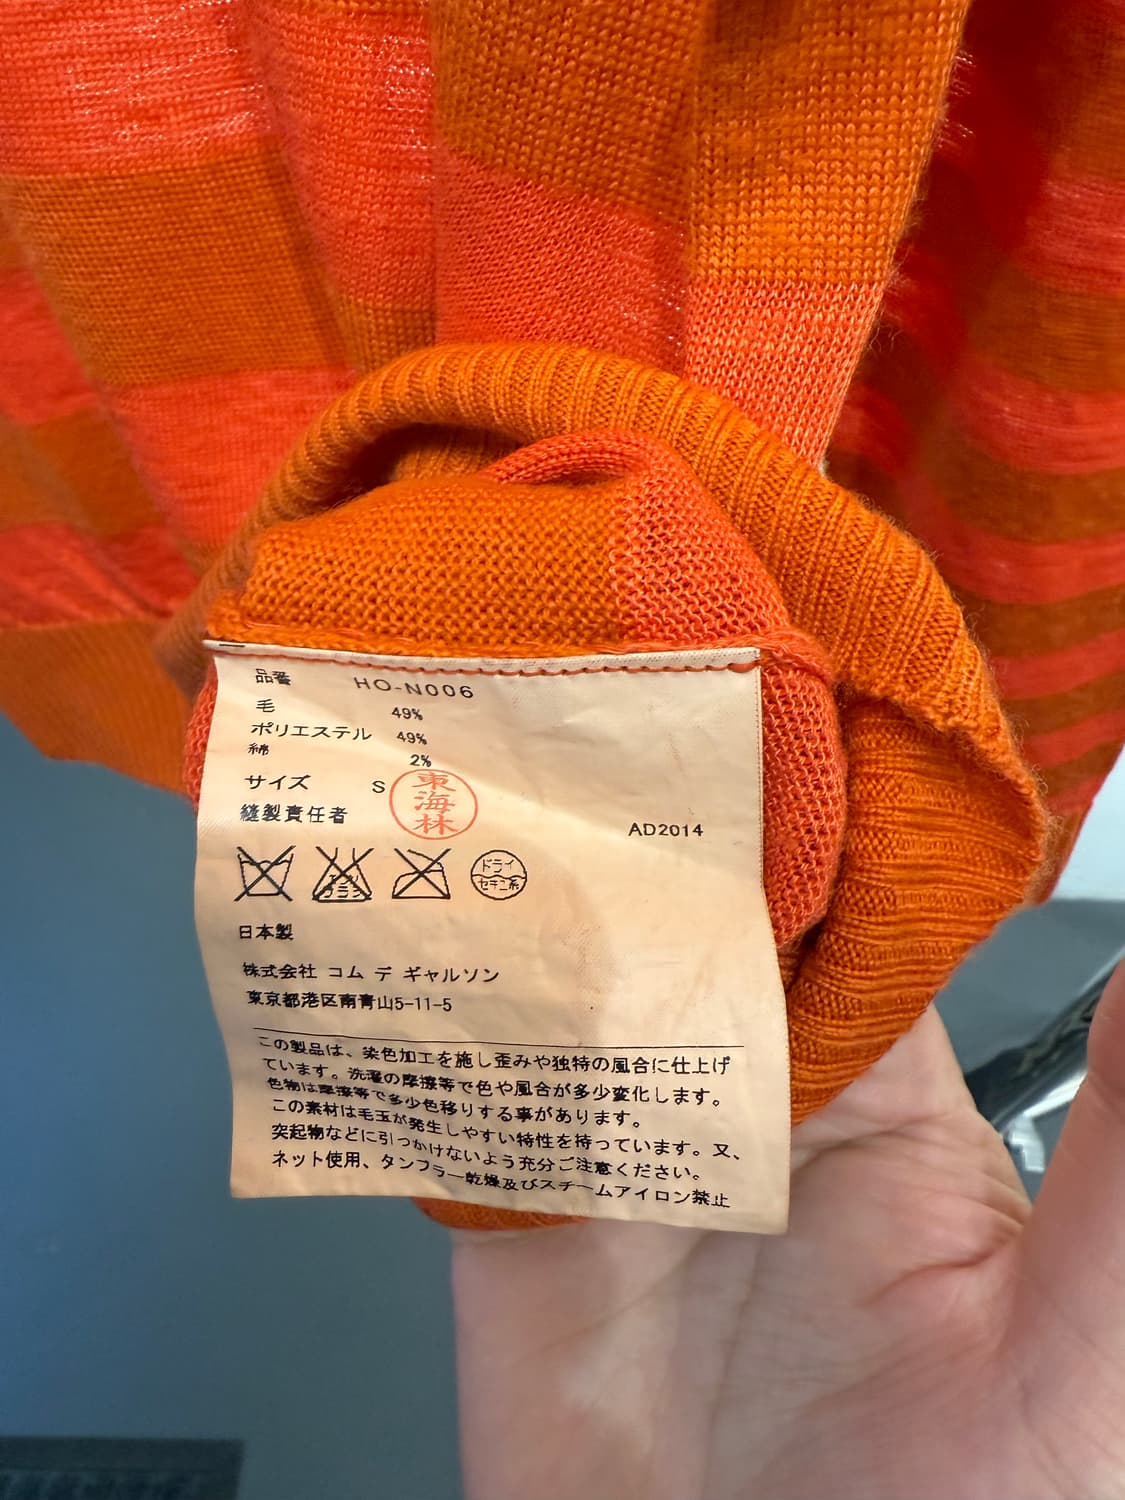 品番 HO-N006
毛 49%
ポリエステル 49%
綿 2%
サイズ S
縫製責任者 東海林
AD2014
エンソ サラシ
ドライ セキユ系
日本製
株式会社 コム デ ギャルソン
東京都港区南青山5-11-5
この製品は、染色加工を施し歪みや独特の風合に仕上げ
ています。洗濯の摩擦等で色や風合が多少変化します。
色物は摩擦等で多少色移りする事があります。
この素材は毛玉が発生しやすい特性を持っています。又、
突起物などに引っかけないよう充分ご注意ください。
ネット使用、タンブラー乾燥及びスチームアイロン禁止